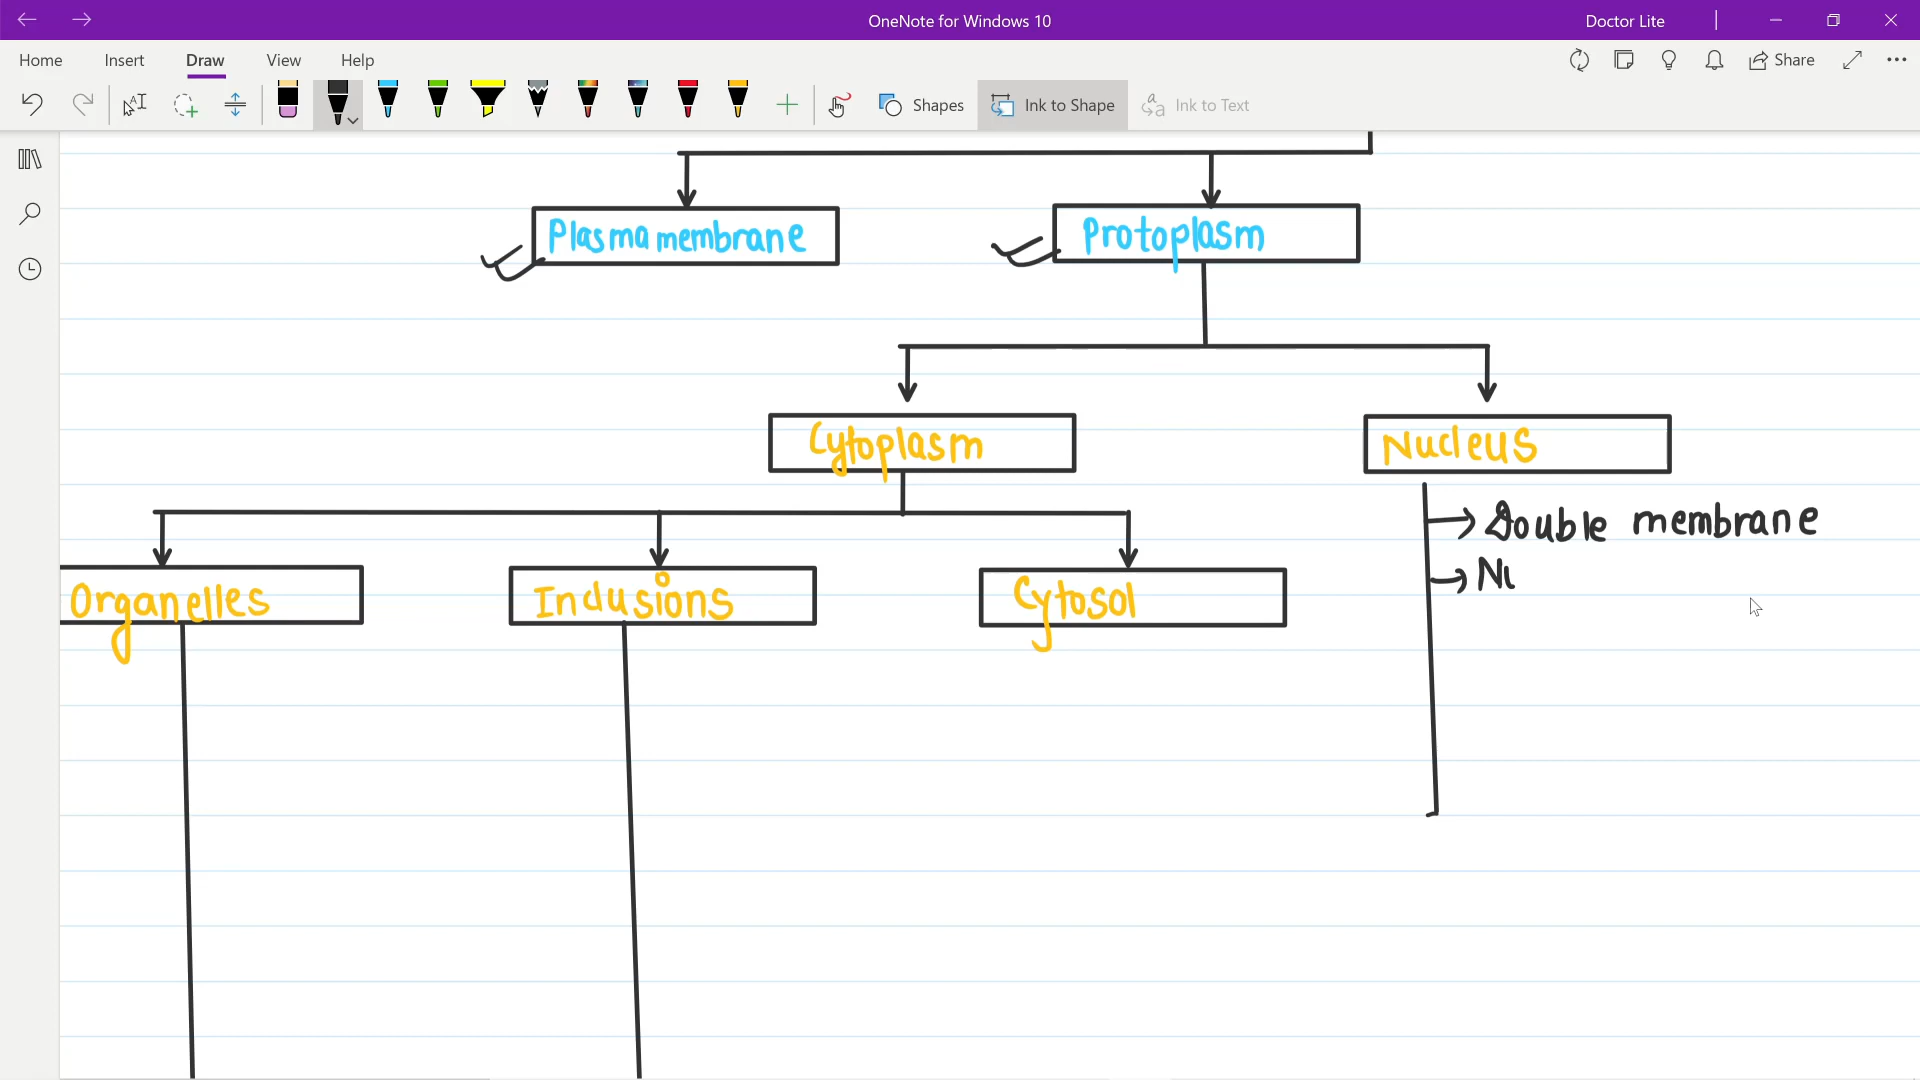 OneNote for Windows 10
Doctor Lite
Home Insert Draw View Help
Share
Shapes Ink to Shape Ink to Text
Plasma membrane
Protoplasm
Cytoplasm
Nucleus
Double membrane
Organelles
Inclusions
Cytosol